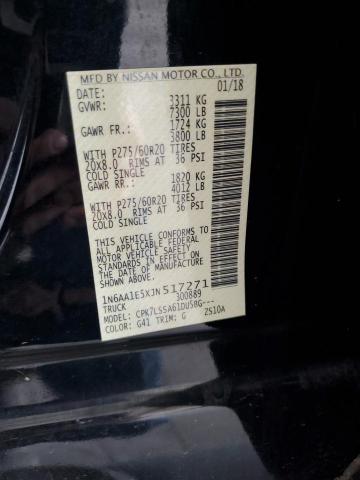 MFD BY NISSAN MOTOR CO., LTD.
DATE: 01/18
GVWR: 3311 KG
7300 LB
GAWR FR.: 1724 KG
3800 LB
WITH P275/60R20 TIRES
20X8.0 RIMS AT 36 PSI
COLD SINGLE
GAWR RR.: 1820 KG
4012 LB
WITH P275/60R20 TIRES
20X8.0 RIMS AT 36 PSI
COLD SINGLE
THIS VEHICLE CONFORMS TO
ALL APPLICABLE FEDERAL
MOTOR VEHICLE SAFETY
STANDARDS IN EFFECT ON THE
DATE OF MANUFACTURE
1N6AA1E5XJN517271
TRUCK 300889
MODEL: CPK7LS5A61DU58G---
COLOR: G41 TRIM: G ZS10A